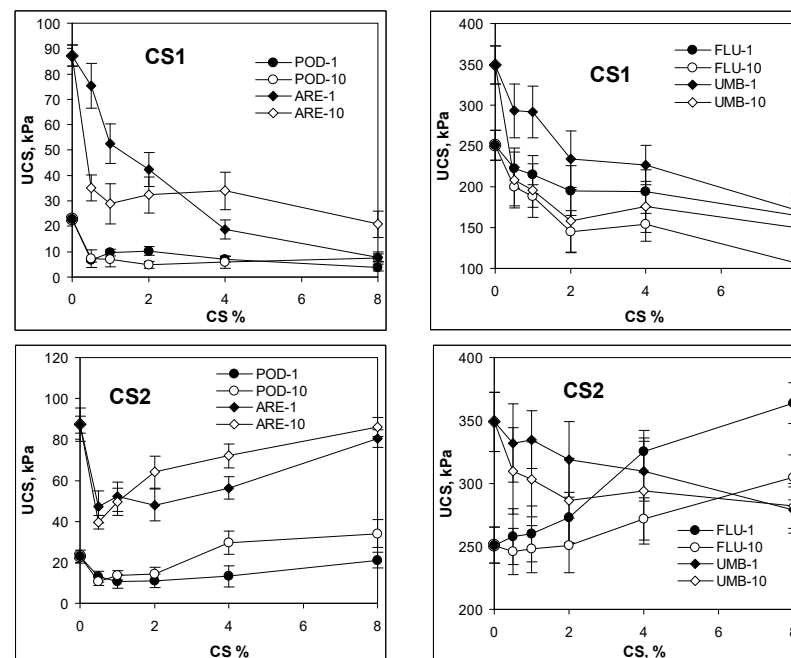 CS1
POD-1
POD-10
ARE-1
ARE-10
UCS, kPa
100
90
80
70
60
50
40
30
20
10
0
0 2 4 6 8
CS %
CS1
FLU-1
FLU-10
UMB-1
UMB-10
UCS, kPa
400
350
300
250
200
150
100
0 2 4 6
CS %
CS2
POD-1
POD-10
ARE-1
ARE-10
UCS, kPa
120
100
80
60
40
20
0
0 2 4 6 8
CS %
CS2
FLU-1
FLU-10
UMB-1
UMB-10
UCS, kPa
400
350
300
250
200
0 2 4 6 8
CS, %